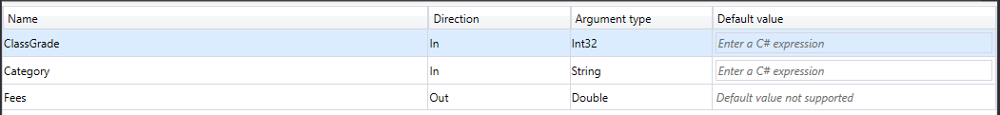 Name Direction Argument type Default value
ClassGrade In Int32 Enter a C# expression
Category In String Enter a C# expression
Fees Out Double Default value not supported